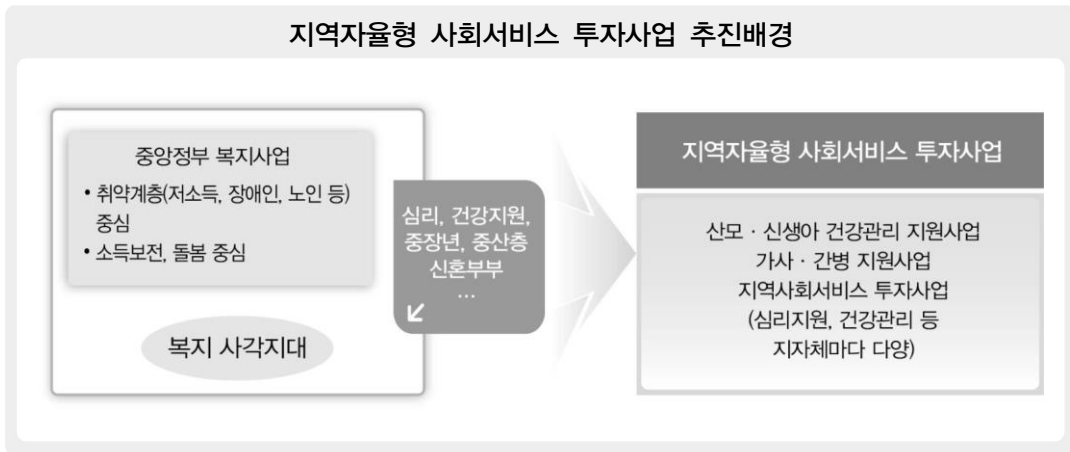 지역자율형 사회서비스 투자사업 추진배경
중앙정부 복지사업
• 취약계층(저소득, 장애인, 노인 등)
중심
• 소득보전, 돌봄 중심
복지 사각지대
심리, 건강지원,
중장년, 중산층
신혼부부
…
지역자율형 사회서비스 투자사업
산모 · 신생아 건강관리 지원사업
가사 · 간병 지원사업
지역사회서비스 투자사업
(심리지원, 건강관리 등
지자체마다 다양)